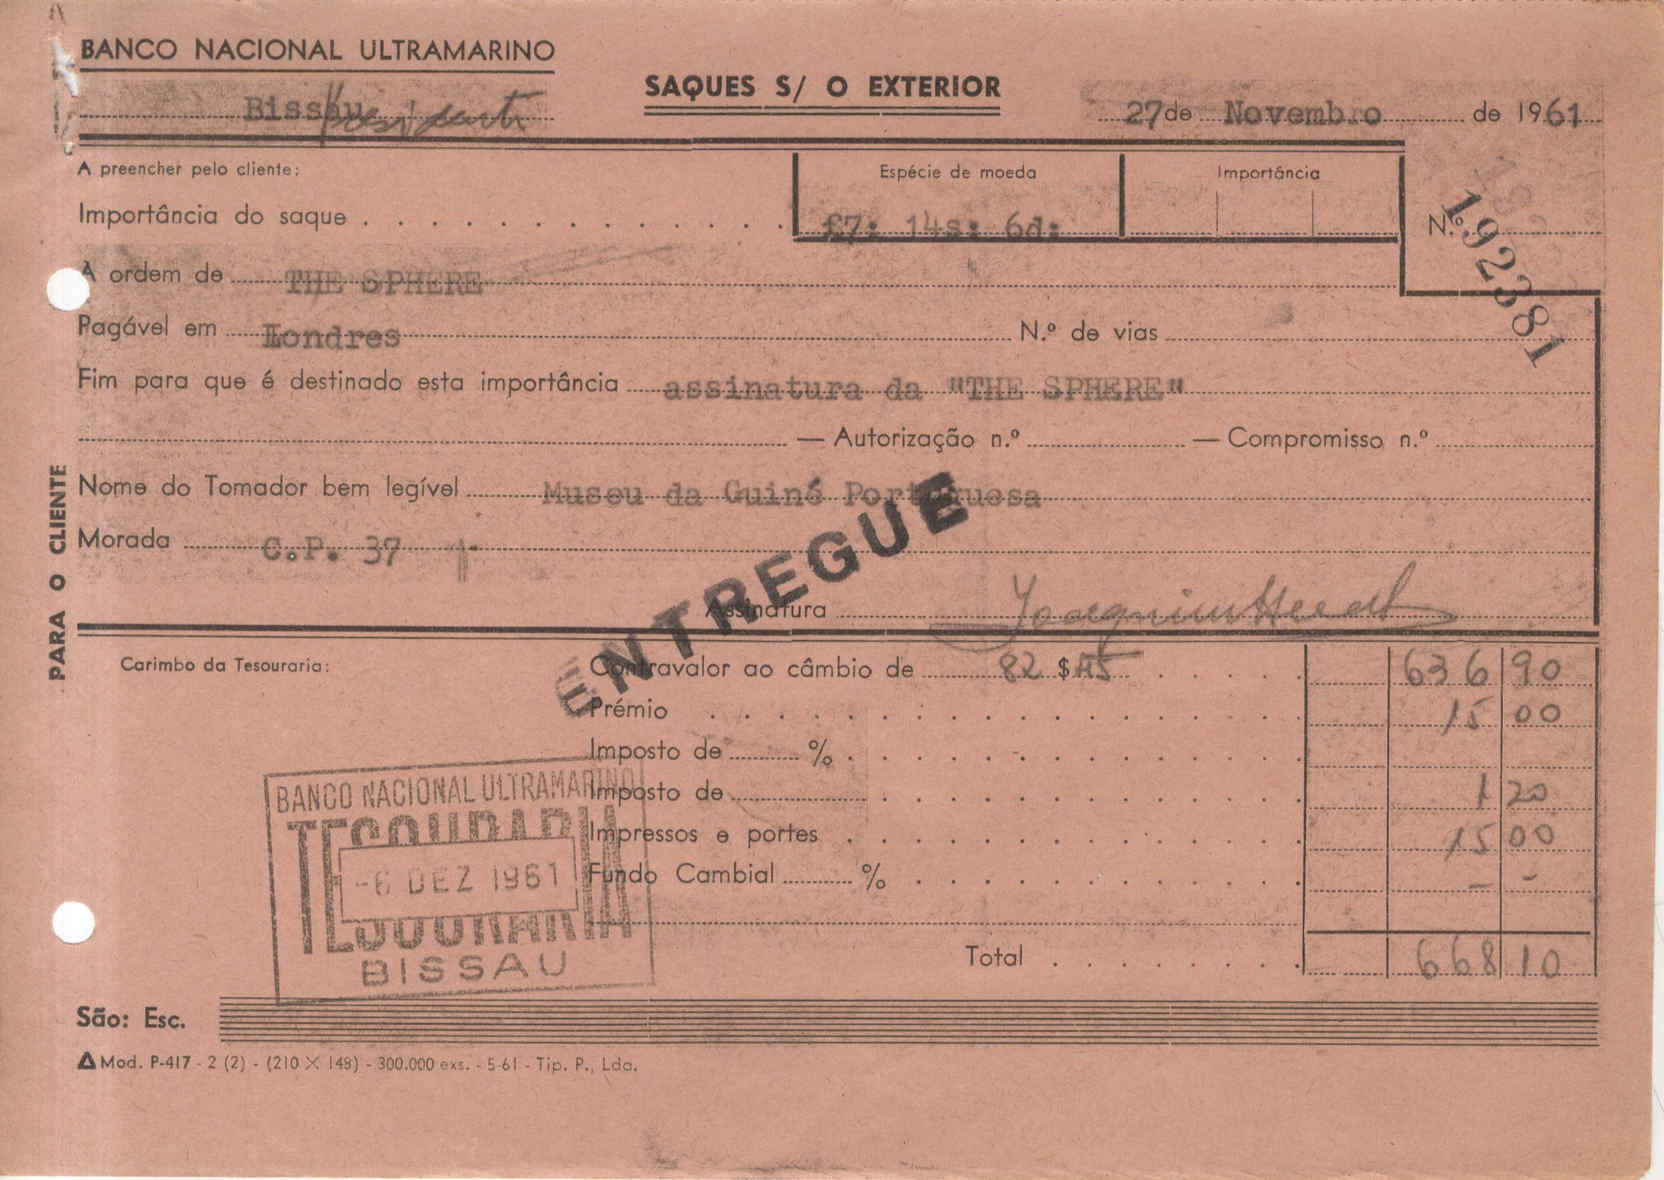 BANCO NACIONAL ULTRAMARINO
SAQUES S/ O EXTERIOR
Bissau
27 de Novembro de 1961
A preencher pelo cliente:
Espécie de moeda
Importância
Importância do saque
£7: 14s: 6d:
N.º 192381
À ordem de THE SPHERE
Pagável em Londres N.º de vias
Fim para que é destinado esta importância assinatura da "THE SPHERE"
— Autorização n.º — Compromisso n.º
Nome do Tomador bem legível Museu da Guiné Portuguesa
Morada C.P. 37
Assinatura Joaquim
ENTREGUE
PARA O CLIENTE
Carimbo da Tesouraria:
Contravalor ao câmbio de 82 $45 636 90
Prémio 15 00
Imposto de %
Imposto de 1 20
Impressos e portes 15 00
Fundo Cambial % - -
Total 668 10
BANCO NACIONAL ULTRAMARINO
TESOURARIA
-6 DEZ 1961
TESOURARIA
BISSAU
São: Esc.
Mod. P-417 - 2 (2) - (210 X 148) - 300.000 exs. - 5-61 - Tip. P., Lda.